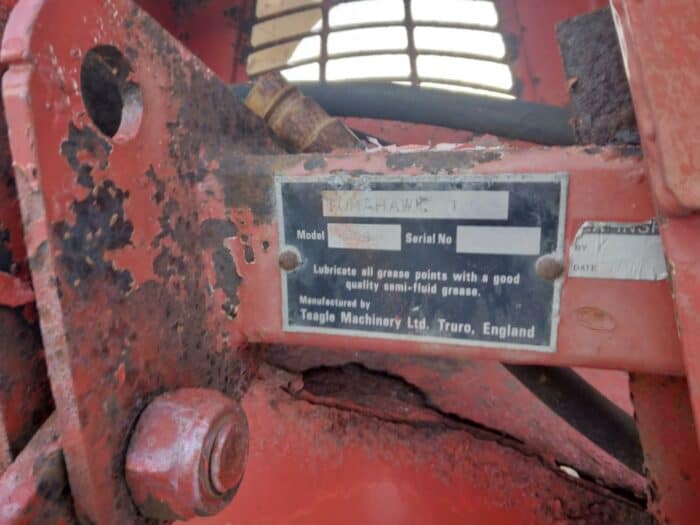 TOMAHAWK
Model
Serial No
Lubricate all grease points with a good
quality semi-fluid grease.
Manufactured by
Teagle Machinery Ltd. Truro, England
BY
DATE